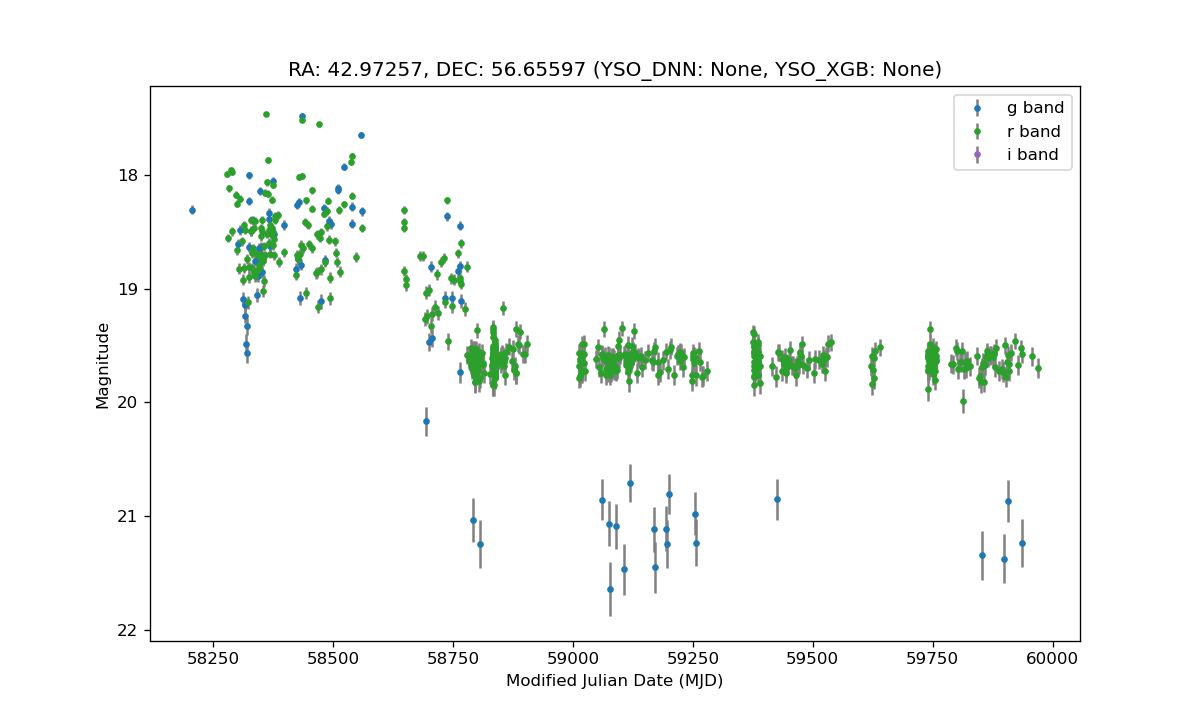 RA: 42.97257, DEC: 56.65597 (YSO_DNN: None, YSO_XGB: None)
g band
r band
i band
18
19
20
21
22
Magnitude
58250
58500
58750
59000
59250
59500
59750
60000
Modified Julian Date (MJD)